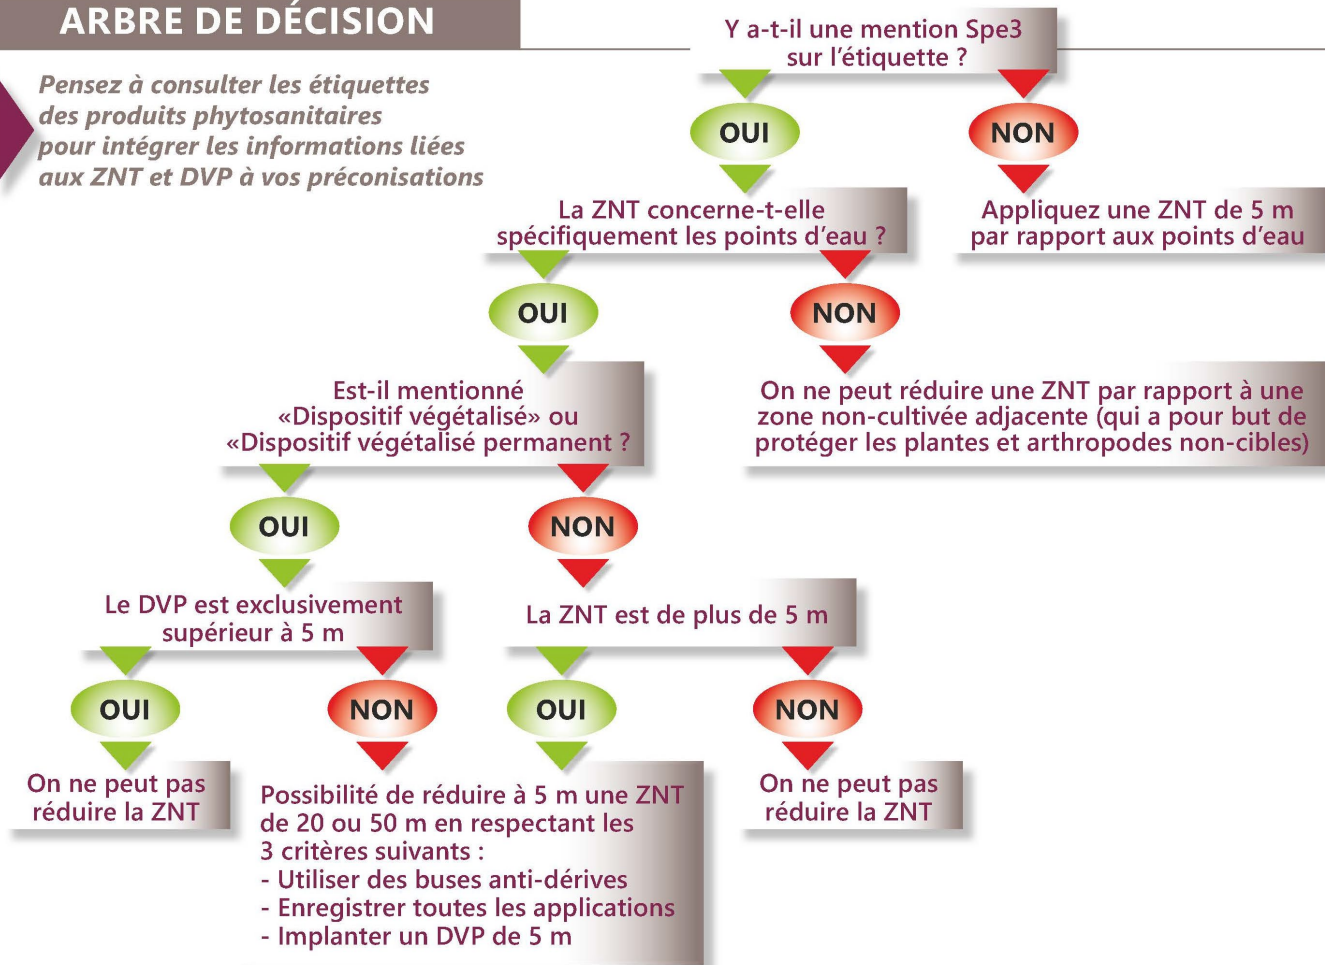 ARBRE DE DÉCISION
Pensez à consulter les étiquettes
des produits phytosanitaires
pour intégrer les informations liées
aux ZNT et DVP à vos préconisations
Y a-t-il une mention Spe3
sur l'étiquette ?
OUI
NON
La ZNT concerne-t-elle
spécifiquement les points d'eau ?
Appliquez une ZNT de 5 m
par rapport aux points d'eau
OUI
NON
Est-il mentionné
«Dispositif végétalisé» ou
«Dispositif végétalisé permanent ?
On ne peut réduire une ZNT par rapport à une
zone non-cultivée adjacente (qui a pour but de
protéger les plantes et arthropodes non-cibles)
OUI
NON
Le DVP est exclusivement
supérieur à 5 m
La ZNT est de plus de 5 m
OUI
NON
OUI
NON
On ne peut pas
réduire la ZNT
Possibilité de réduire à 5 m une ZNT
de 20 ou 50 m en respectant les
3 critères suivants :
- Utiliser des buses anti-dérives
- Enregistrer toutes les applications
- Implanter un DVP de 5 m
On ne peut pas
réduire la ZNT